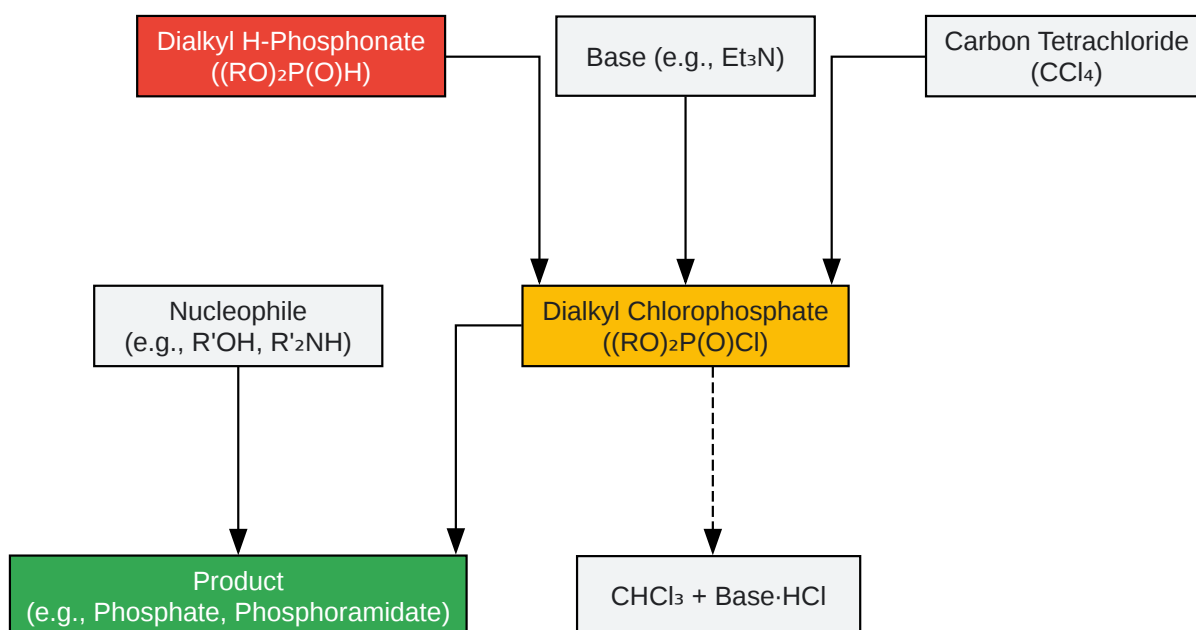 Dialkyl H-Phosphonate
((RO)₂P(O)H)
Base (e.g., Et₃N)
Carbon Tetrachloride
(CCl₄)
Nucleophile
(e.g., R'OH, R'₂NH)
Dialkyl Chlorophosphate
((RO)₂P(O)Cl)
Product
(e.g., Phosphate, Phosphoramidate)
CHCl₃ + Base·HCl